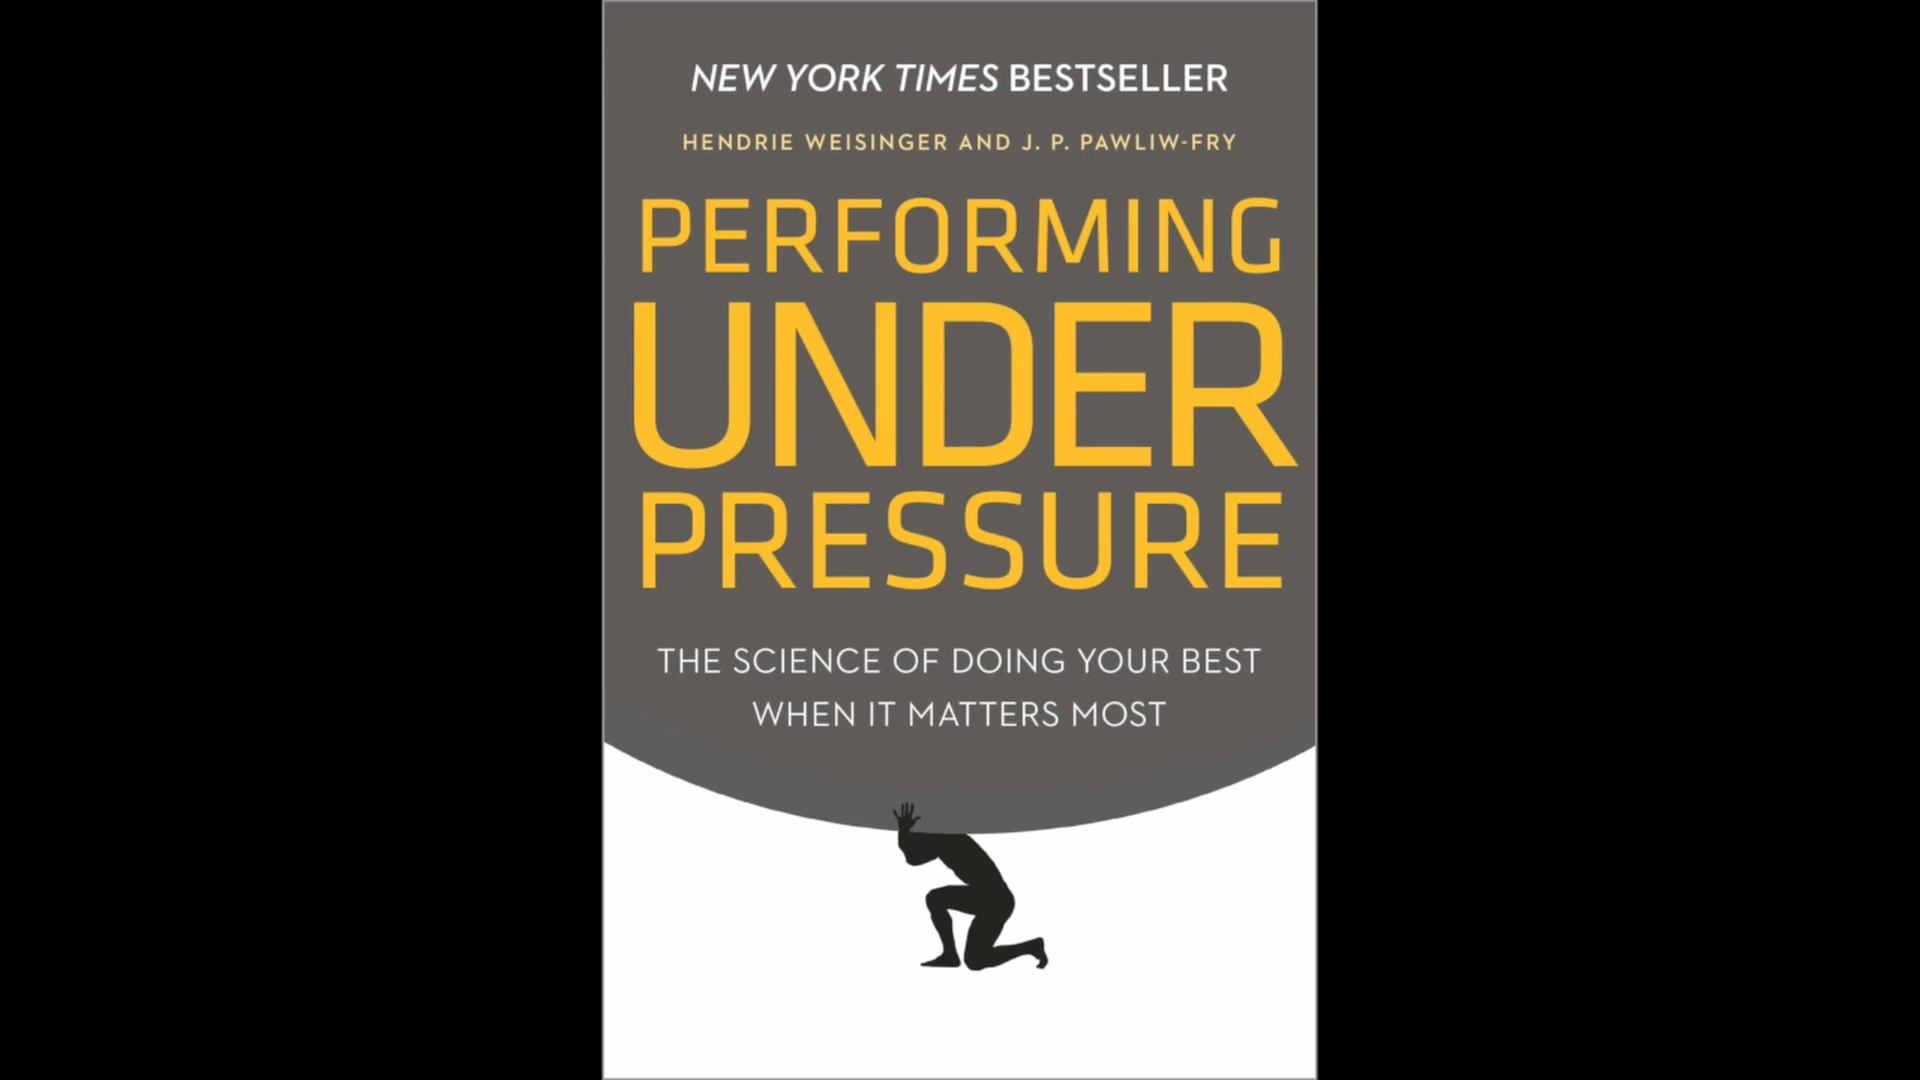 NEW YORK TIMES BESTSELLER
HENDRIE WEISINGER AND J. P. PAWLIW-FRY
PERFORMING
UNDER
PRESSURE
THE SCIENCE OF DOING YOUR BEST
WHEN IT MATTERS MOST